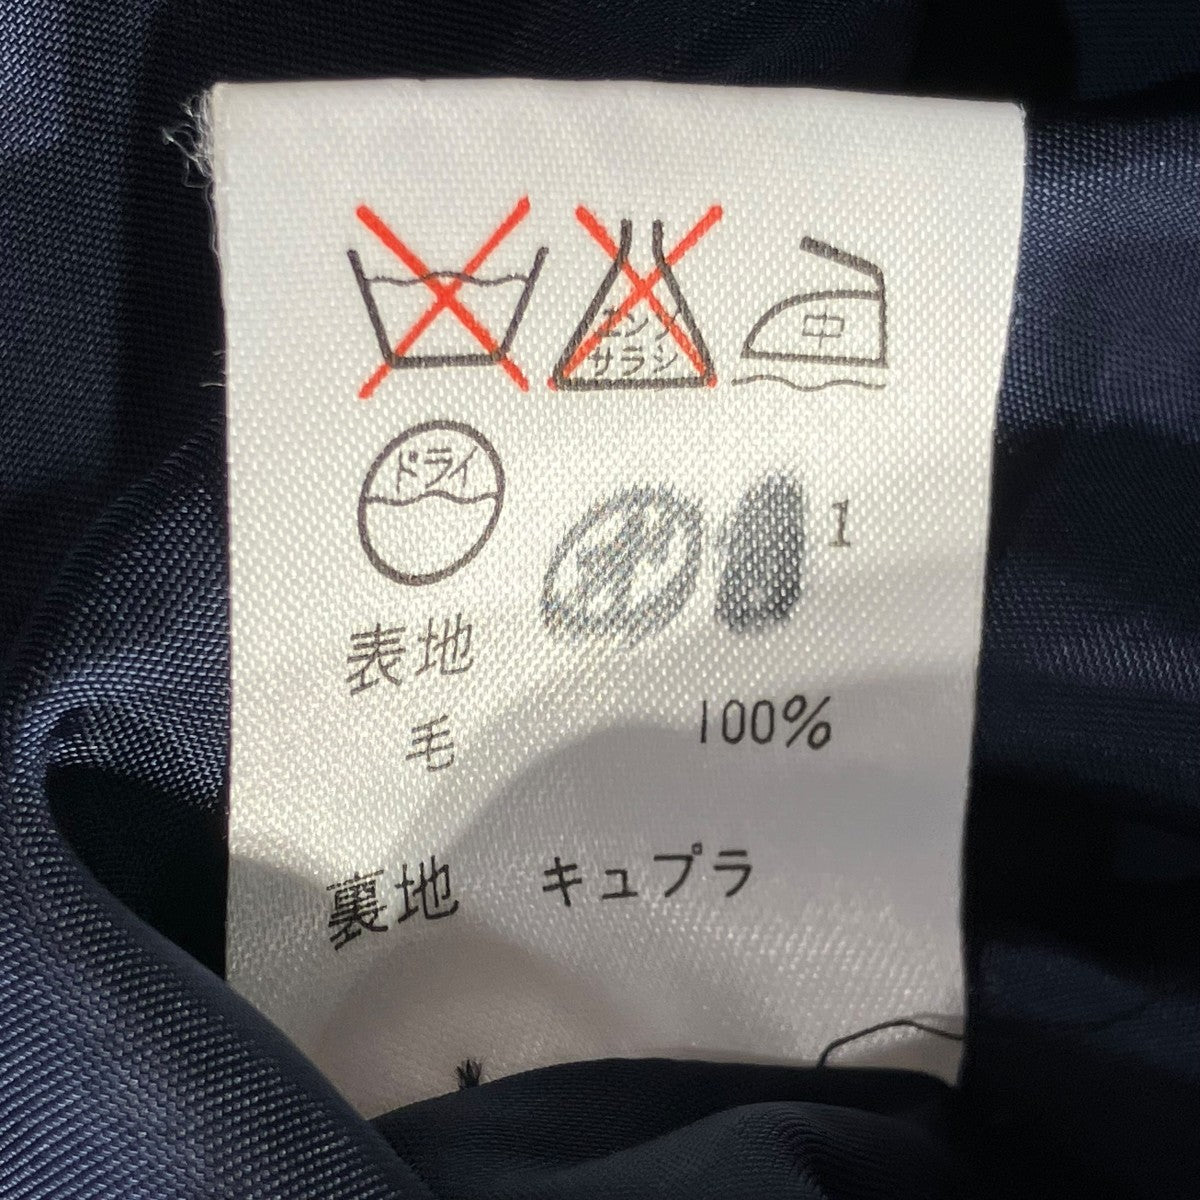 エンソ
サラシ
中
ドライ
1
表地
毛 100%
裏地 キュプラ